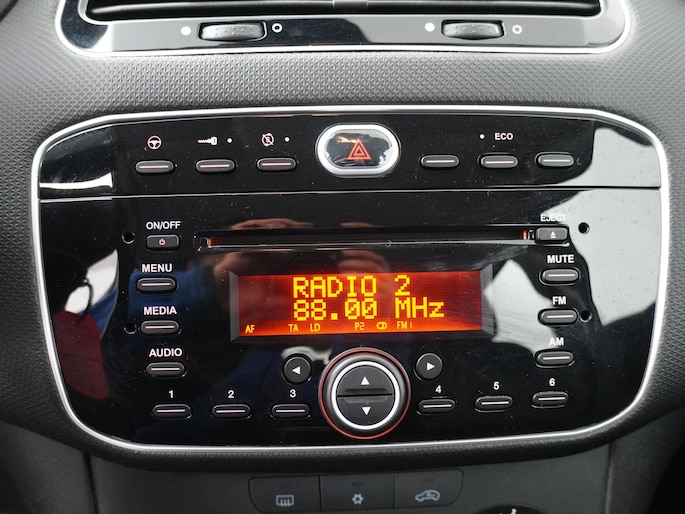 ECO
ON/OFF
EJECT
MENU
MUTE
RADIO 2
88.00 MHz
AF TA LD P2 FM1
MEDIA
FM
AUDIO
AM
1 2 3 4 5 6